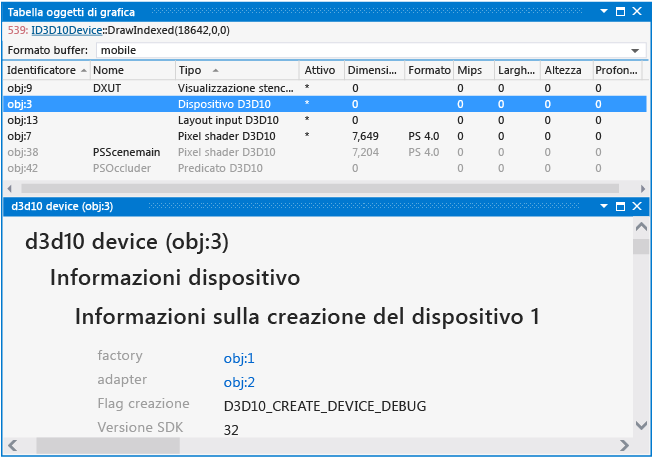 Tabella oggetti di grafica
539: ID3D10Device::DrawIndexed(18642,0,0)
Formato buffer: mobile
Identificatore Nome Tipo Attivo Dimensi... Formato Mips Largh... Altezza Profon...
obj:9 DXUT Visualizzazione stenc... * 0 0 0 0 0
obj:3 Dispositivo D3D10 * 0 0 0 0 0
obj:13 Layout input D3D10 * 0 0 0 0 0
obj:7 Pixel shader D3D10 * 7,649 PS 4.0 0 0 0 0
obj:38 PSScenemain Pixel shader D3D10 7,204 PS 4.0 0 0 0 0
obj:42 PSOccluder Predicato D3D10 0 0 0 0 0
d3d10 device (obj:3)
d3d10 device (obj:3)
Informazioni dispositivo
Informazioni sulla creazione del dispositivo 1
factory obj:1
adapter obj:2
Flag creazione D3D10_CREATE_DEVICE_DEBUG
Versione SDK 32